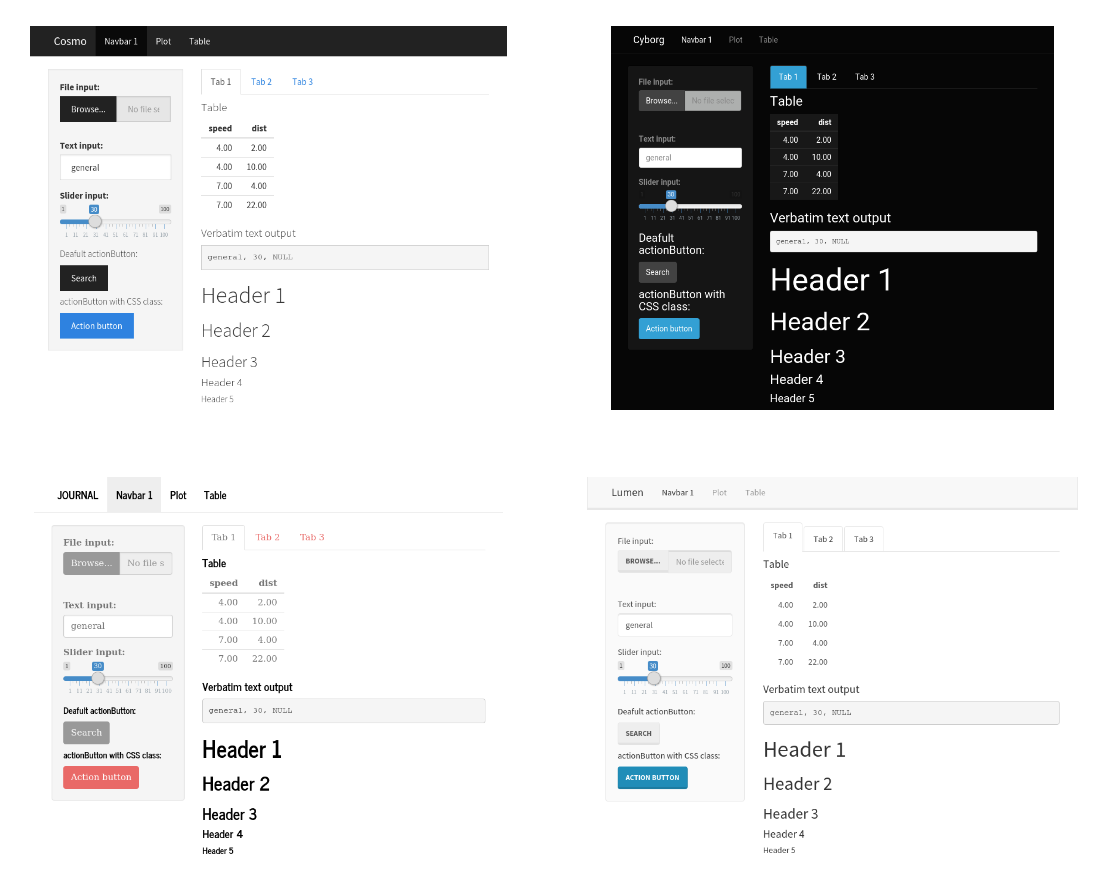 Cosmo Navbar 1 Plot Table
File input:
Browse... No file se
Text input:
general
Slider input:
1 30 100
1 11 21 31 41 51 61 71 81 91 100
Deafult actionButton:
Search
actionButton with CSS class:
Action button
Tab 1 Tab 2 Tab 3
Table
speed dist
4.00 2.00
4.00 10.00
7.00 4.00
7.00 22.00
Verbatim text output
general, 30, NULL
Header 1
Header 2
Header 3
Header 4
Header 5
Cyborg Navbar 1 Plot Table
File input:
Browse... No file selec
Text input:
general
Slider input:
1 30 100
1 11 21 31 41 51 61 71 81 91 100
Deafult
actionButton:
Search
actionButton with
CSS class:
Action button
Tab 1 Tab 2 Tab 3
Table
speed dist
4.00 2.00
4.00 10.00
7.00 4.00
7.00 22.00
Verbatim text output
general, 30, NULL
Header 1
Header 2
Header 3
Header 4
Header 5
JOURNAL Navbar 1 Plot Table
File input:
Browse... No file s
Text input:
general
Slider input:
1 30 100
1 11 21 31 41 51 61 71 81 91 100
Deafult actionButton:
Search
actionButton with CSS class:
Action button
Tab 1 Tab 2 Tab 3
Table
speed dist
4.00 2.00
4.00 10.00
7.00 4.00
7.00 22.00
Verbatim text output
general, 30, NULL
Header 1
Header 2
Header 3
Header 4
Header 5
Lumen Navbar 1 Plot Table
File input:
BROWSE... No file selecte
Text input:
general
Slider input:
1 30 100
1 11 21 31 41 51 61 71 81 91 100
Deafult actionButton:
SEARCH
actionButton with CSS class:
ACTION BUTTON
Tab 1 Tab 2 Tab 3
Table
speed dist
4.00 2.00
4.00 10.00
7.00 4.00
7.00 22.00
Verbatim text output
general, 30, NULL
Header 1
Header 2
Header 3
Header 4
Header 5